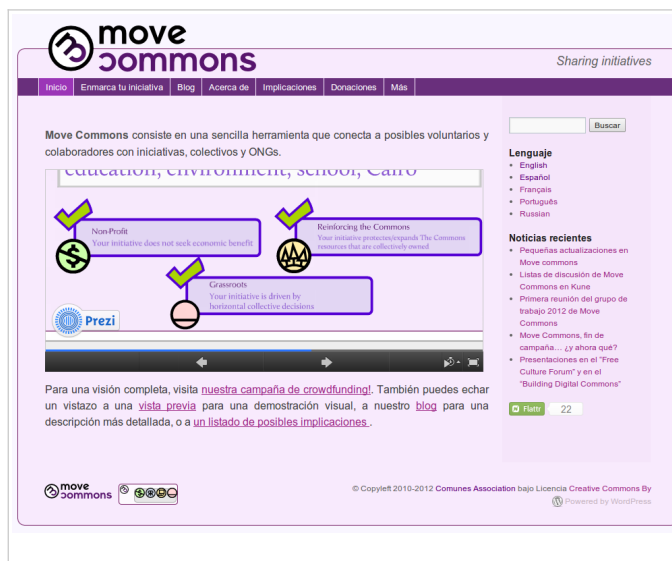 move
commons
Sharing initiatives
Inicio Enmarca tu iniciativa Blog Acerca de Implicaciones Donaciones Más
Move Commons consiste en una sencilla herramienta que conecta a posibles voluntarios y
colaboradores con iniciativas, colectivos y ONGs.
education, environment, school, Cairo
Non-Profit
Your initiative does not seek economic benefit
Reinforcing the Commons
Your initiative protectes/expands The Commons
resources that are collectively owned
Grassroots
Your initiative is driven by
horizontal collective decisions
Prezi
Para una visión completa, visita nuestra campaña de crowdfunding!. También puedes echar
un vistazo a una vista previa para una demostración visual, a nuestro blog para una
descripción más detallada, o a un listado de posibles implicaciones .
Buscar
Lenguaje
English
Español
Français
Português
Russian
Noticias recientes
Pequeñas actualizaciones en
Move commons
Listas de discusión de Move
Commons en Kune
Primera reunión del grupo de
trabajo 2012 de Move
Commons
Move Commons, fin de
campaña… ¿y ahora qué?
Presentaciones en el "Free
Culture Forum" y en el
"Building Digital Commons"
Flattr 22
move
commons
© Copyleft 2010-2012 Comunes Association bajo Licencia Creative Commons By
Powered by WordPress